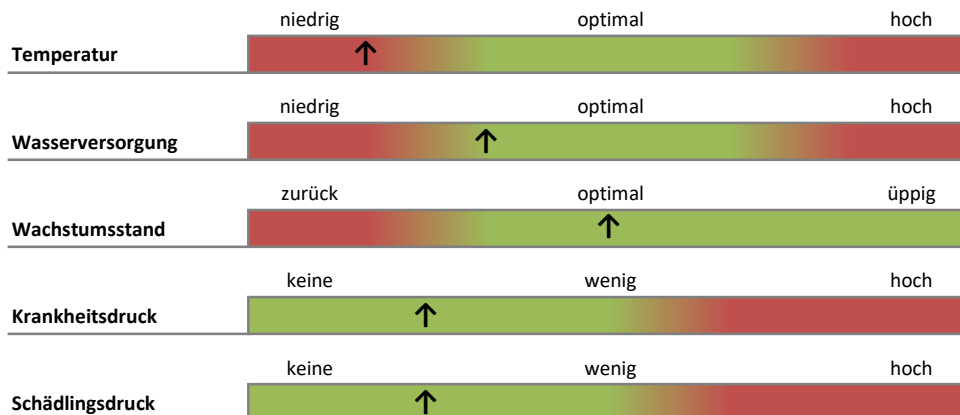 niedrig optimal hoch
Temperatur
niedrig optimal hoch
Wasserversorgung
zurück optimal üppig
Wachstumsstand
keine wenig hoch
Krankheitsdruck
keine wenig hoch
Schädlingsdruck